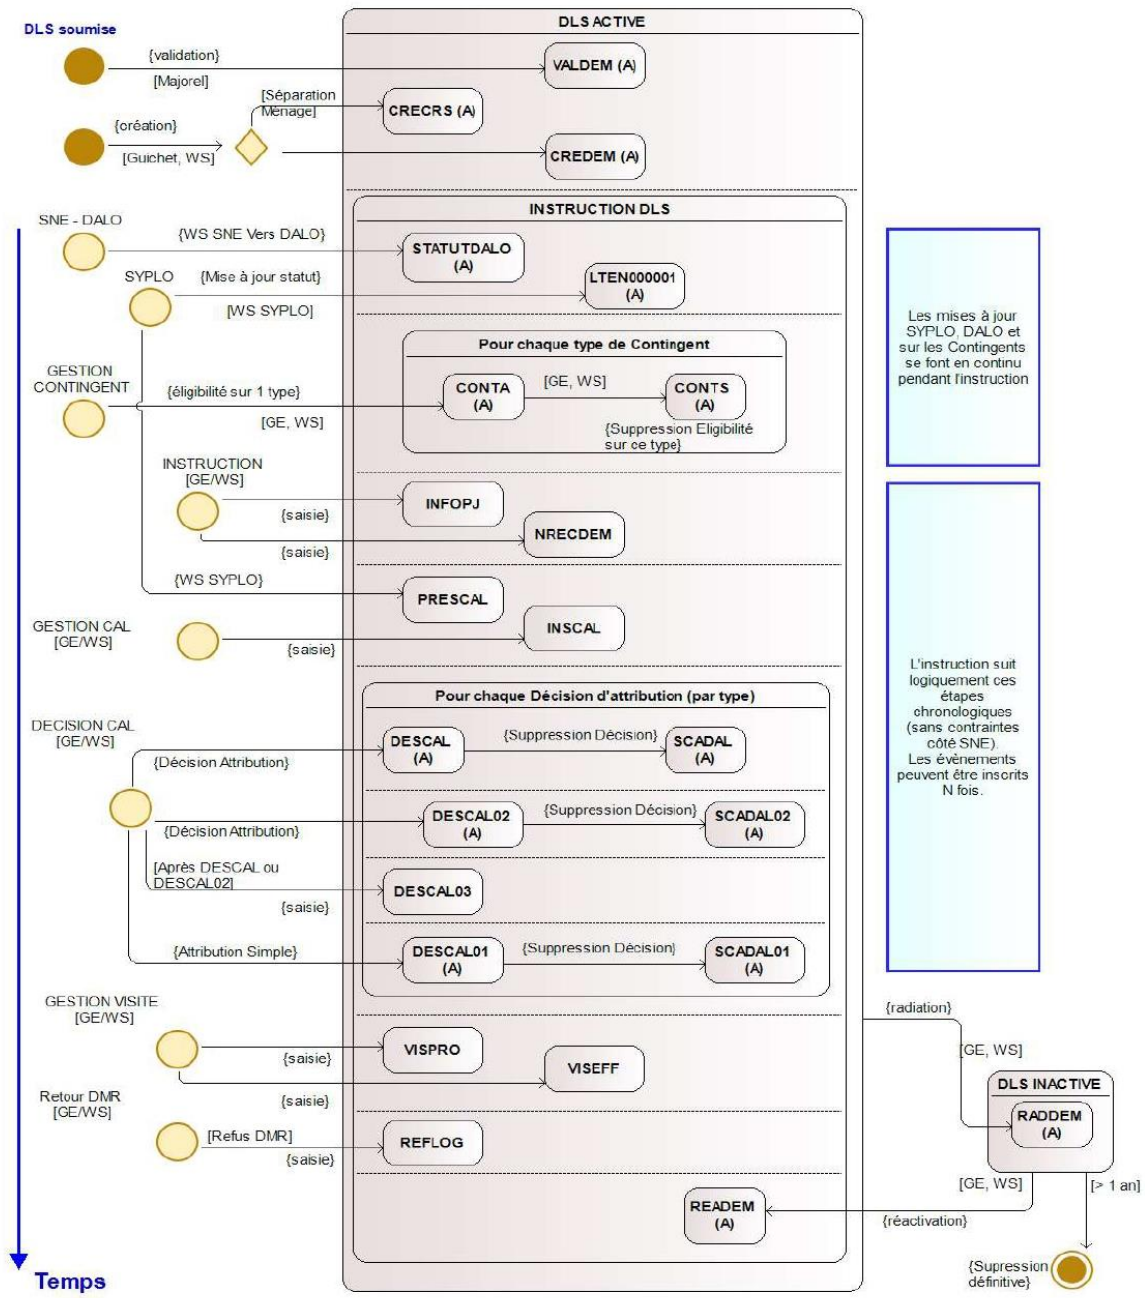 DLS soumise
DLS ACTIVE
{validation}
[Majorel]
VALDEM (A)
[Séparation
Ménage]
CRECRS (A)
{création}
[Guichet, WS]
CREDEM (A)
INSTRUCTION DLS
SNE - DALO
{WS SNE Vers DALO}
STATUTDALO
(A)
SYPLO
{Mise à jour statut}
[WS SYPLO]
LTEN000001
(A)
Les mises à jour
SYPLO, DALO et
sur les Contingents
se font en continu
pendant l'instruction
Pour chaque type de Contingent
GESTION
CONTINGENT
{éligibilité sur 1 type}
[GE, WS]
CONTA
(A)
[GE, WS]
CONTS
(A)
{Suppression Eligibilité
sur ce type}
INSTRUCTION
[GE/WS]
{saisie}
INFOPJ
{saisie}
NRECDEM
{WS SYPLO}
PRESCAL
GESTION CAL
[GE/WS]
{saisie}
INSCAL
L'instruction suit
logiquement ces
étapes
chronologiques
(sans contraintes
côté SNE).
Les évènements
peuvent être inscrits
N fois.
Pour chaque Décision d'attribution (par type)
DECISION CAL
[GE/WS]
{Décision Attribution}
DESCAL
(A)
{Suppression Décision}
SCADAL
(A)
{Décision Attribution}
DESCAL02
(A)
{Suppression Décision}
SCADAL02
(A)
[Après DESCAL ou
DESCAL02]
{saisie}
DESCAL03
{Attribution Simple}
DESCAL01
(A)
{Suppression Décision}
SCADAL01
(A)
GESTION VISITE
[GE/WS]
{saisie}
VISPRO
{saisie}
VISEFF
{radiation}
[GE, WS]
DLS INACTIVE
RADDEM
(A)
Retour DMR
[GE/WS]
[Refus DMR]
{saisie}
REFLOG
[GE, WS]
[> 1 an]
READEM
(A)
{réactivation}
{Supression
définitive}
Temps